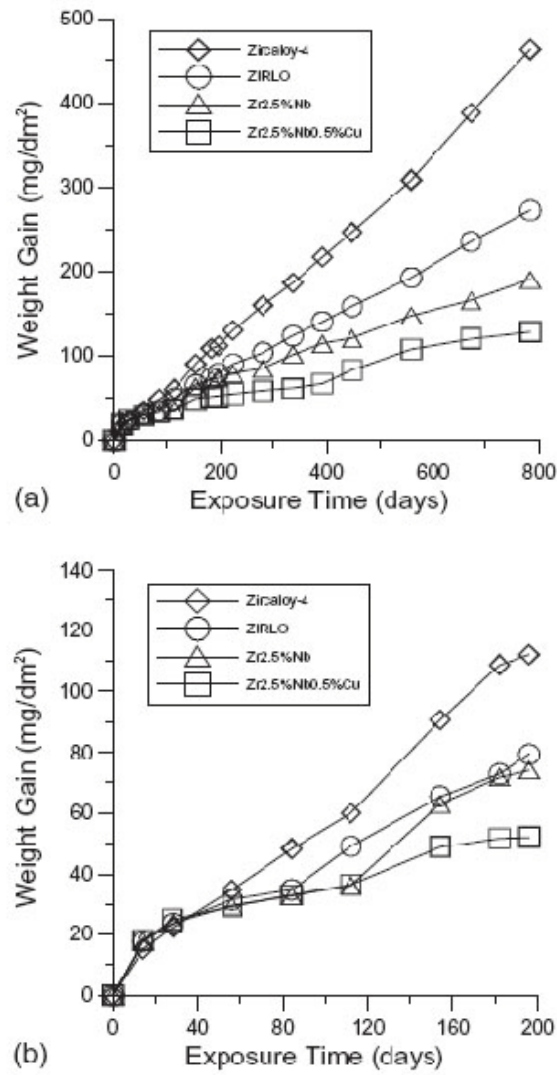 500
400
300
200
100
0
Weight Gain (mg/dm²)
Zircaloy-4
ZIRLO
Zr2.5%Nb
Zr2.5%Nb0.5%Cu
0 200 400 600 800
Exposure Time (days)
(a)
140
120
100
80
60
40
20
0
Weight Gain (mg/dm²)
Zircaloy-4
ZIRLO
Zr2.5%Nb
Zr2.5%Nb0.5%Cu
0 40 80 120 160 200
Exposure Time (days)
(b)